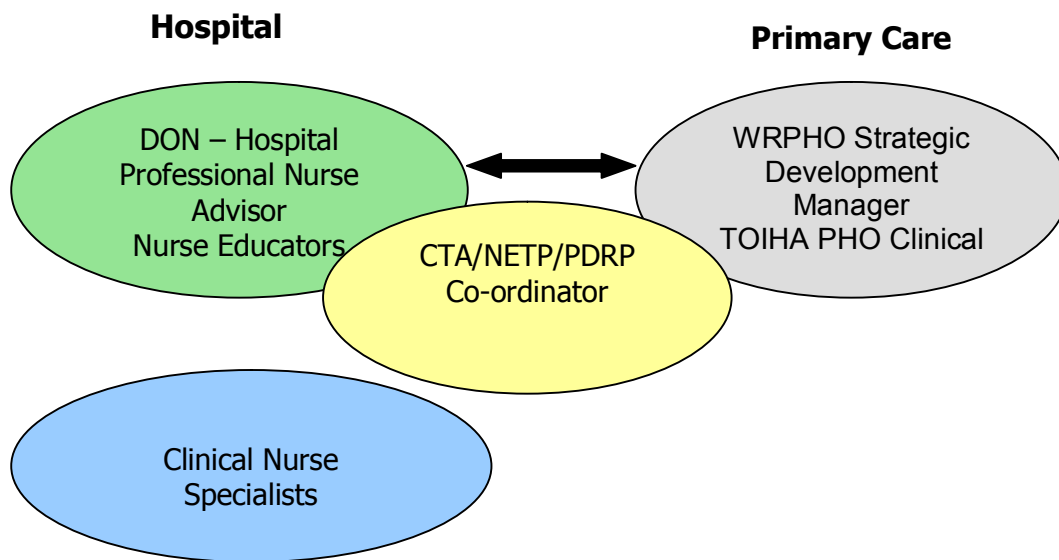 Hospital
Primary Care
DON – Hospital
Professional Nurse
Advisor
Nurse Educators
WRPHO Strategic
Development
Manager
TOIHA PHO Clinical
CTA/NETP/PDRP
Co-ordinator
Clinical Nurse
Specialists